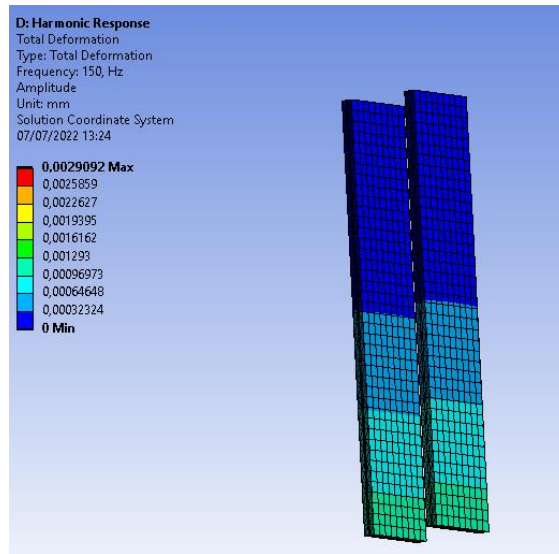 D: Harmonic Response
Total Deformation
Type: Total Deformation
Frequency: 150, Hz
Amplitude
Unit: mm
Solution Coordinate System
07/07/2022 13:24
0,0029092 Max
0,0025859
0,0022627
0,0019395
0,0016162
0,001293
0,00096973
0,00064648
0,00032324
0 Min